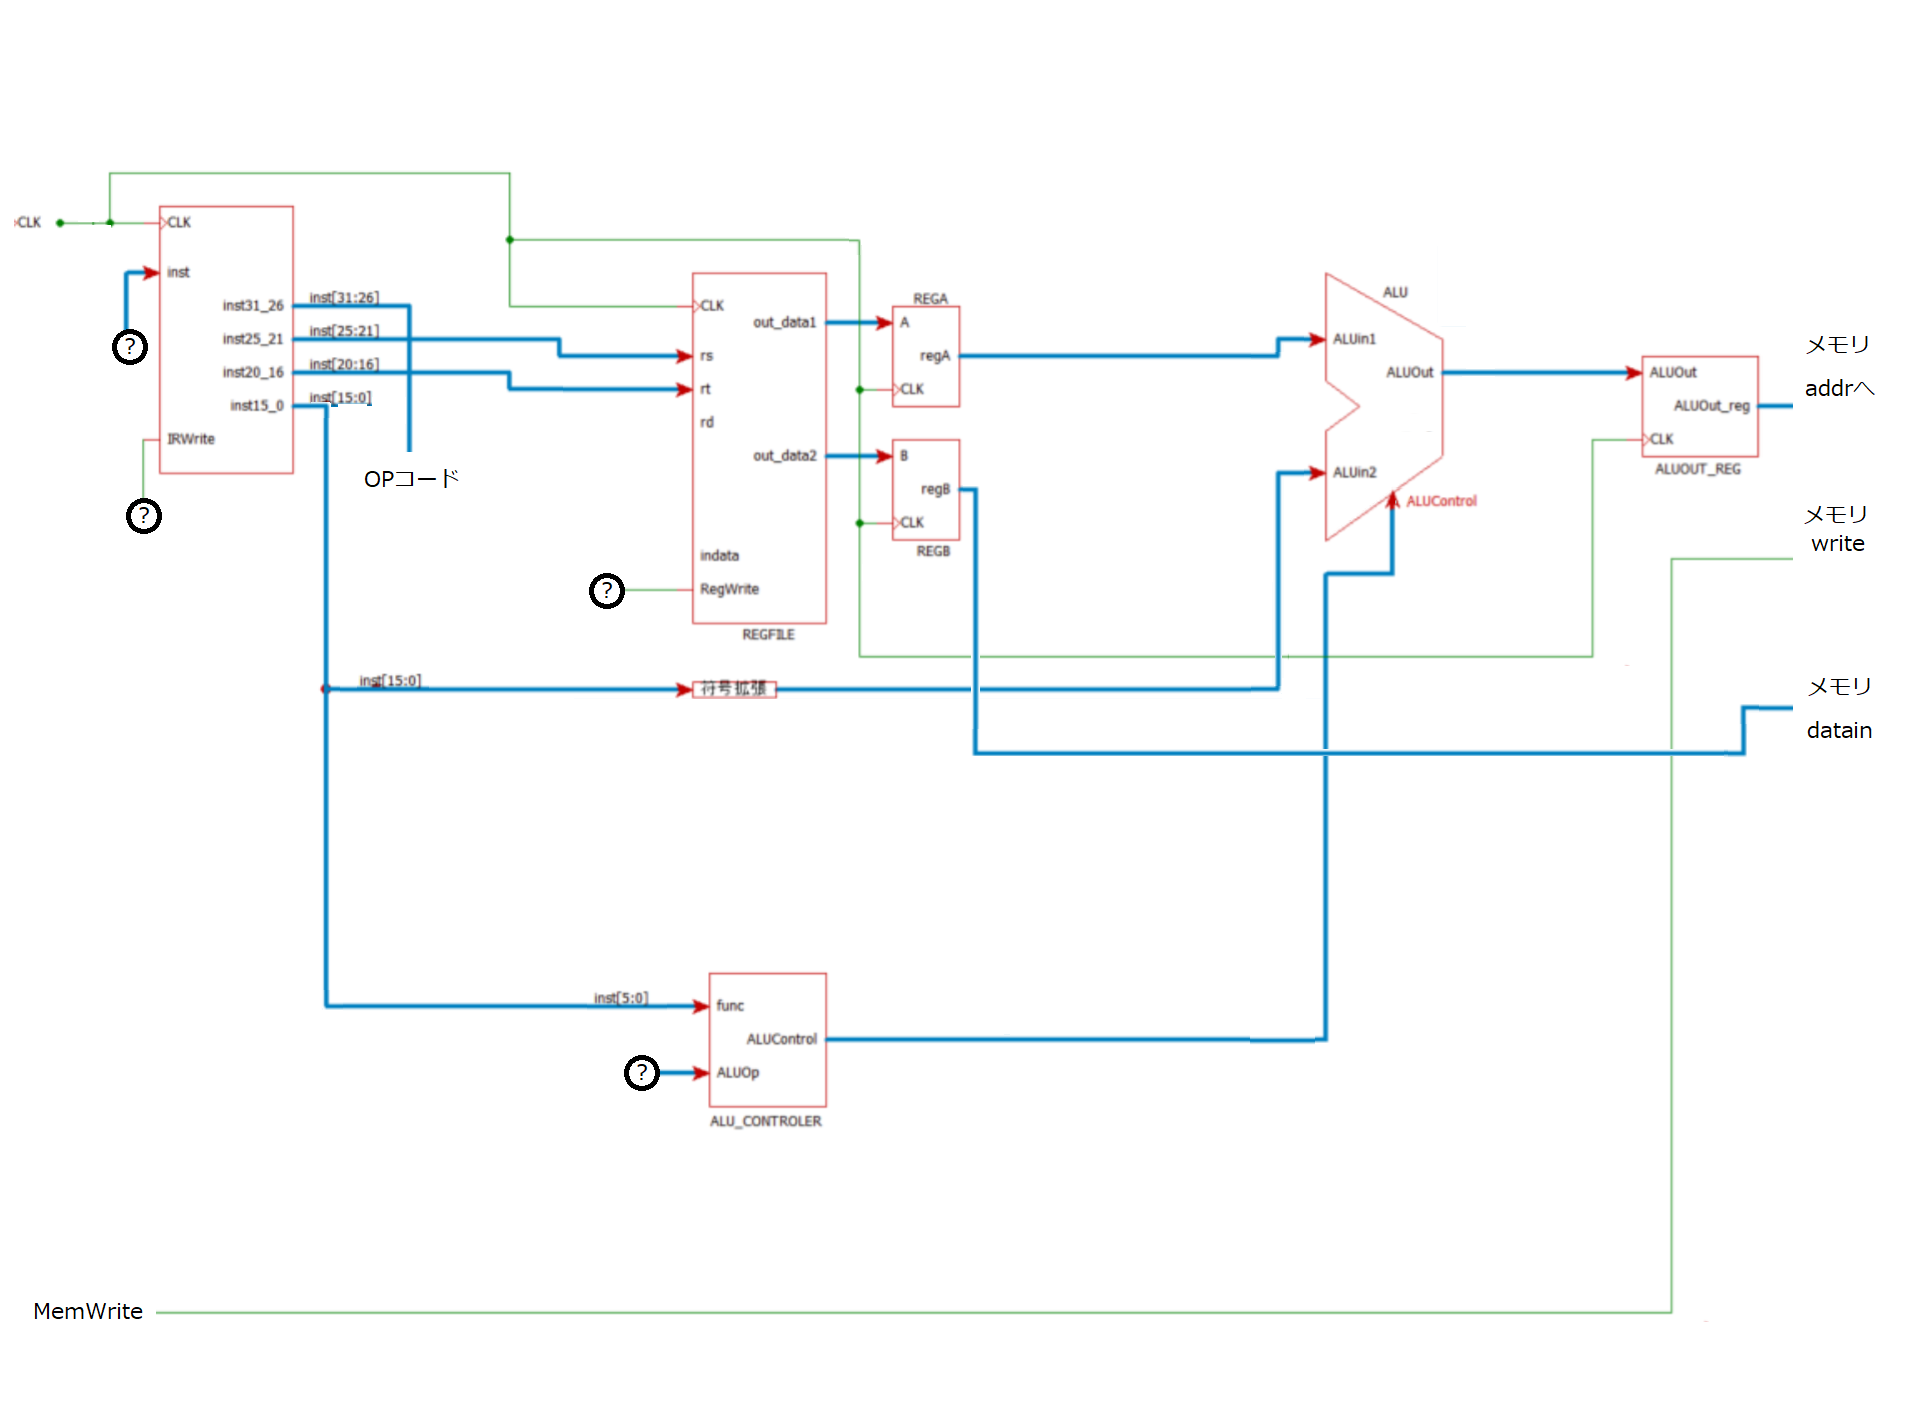 CLK
CLK
inst
inst31_26
inst[31:26]
inst25_21
inst[25:21]
inst20_16
inst[20:16]
inst15_0
inst[15:0]
IRWrite
?
?
OPコード
CLK
out_data1
rs
rt
rd
out_data2
indata
RegWrite
REGFILE
?
REGA
A
regA
CLK
B
regB
CLK
REGB
ALU
ALUin1
ALUOut
ALUin2
ALUControl
ALUOut
ALUOut_reg
CLK
ALUOUT_REG
メモリ
addrへ
メモリ
write
メモリ
datain
inst[15:0]
符号拡張
inst[5:0]
func
ALUControl
ALUOp
?
ALU_CONTROLER
MemWrite